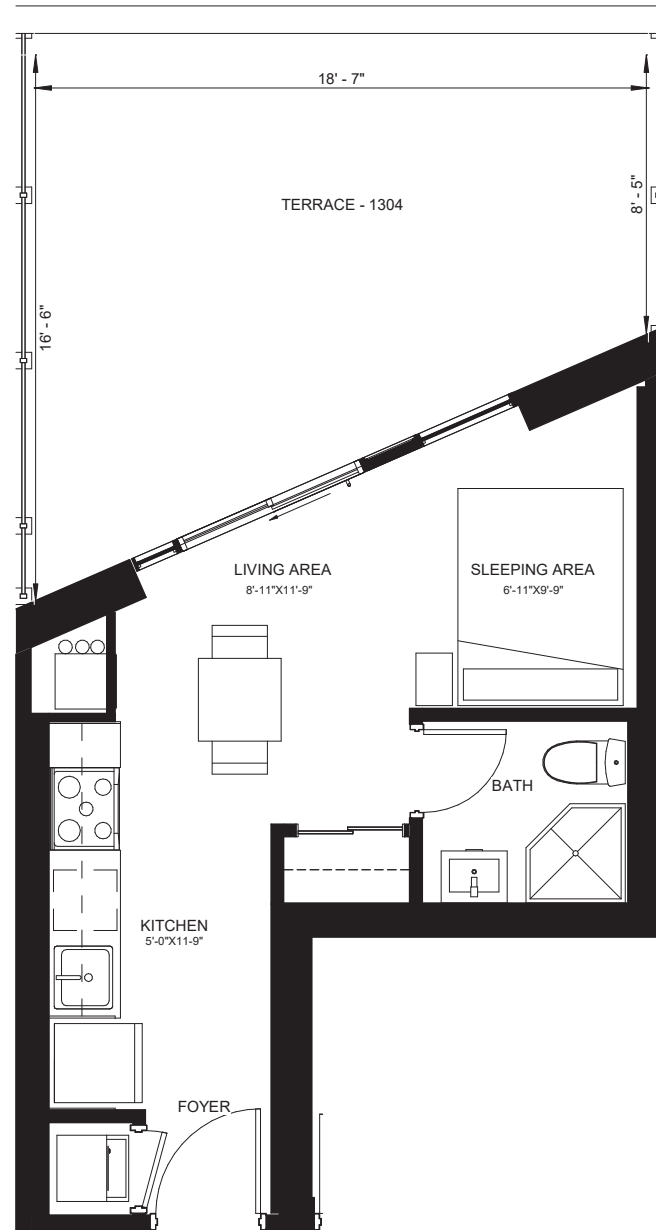 18' - 7"
TERRACE - 1304
8' - 5"
16' - 6"
LIVING AREA
8'-11"X11'-9"
SLEEPING AREA
6'-11"X9'-9"
BATH
KITCHEN
5'-0"X11-9"
FOYER